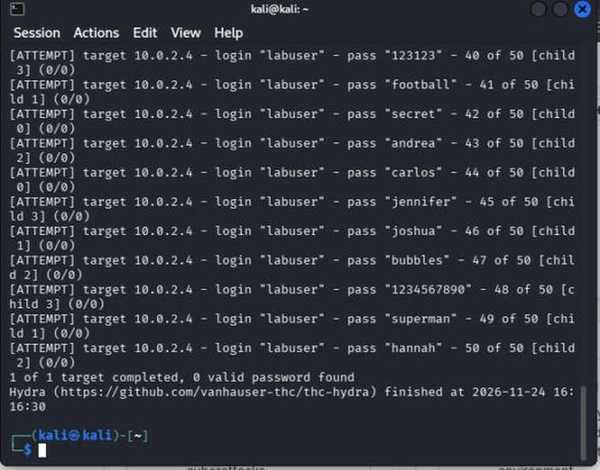 kali@kali: ~
Session Actions Edit View Help
[ATTEMPT] target 10.0.2.4 - login "labuser" - pass "123123" - 40 of 50 [child
 3] (0/0)
[ATTEMPT] target 10.0.2.4 - login "labuser" - pass "football" - 41 of 50 [chi
ld 1] (0/0)
[ATTEMPT] target 10.0.2.4 - login "labuser" - pass "secret" - 42 of 50 [child
 0] (0/0)
[ATTEMPT] target 10.0.2.4 - login "labuser" - pass "andrea" - 43 of 50 [child
 2] (0/0)
[ATTEMPT] target 10.0.2.4 - login "labuser" - pass "carlos" - 44 of 50 [child
 0] (0/0)
[ATTEMPT] target 10.0.2.4 - login "labuser" - pass "jennifer" - 45 of 50 [chi
ld 3] (0/0)
[ATTEMPT] target 10.0.2.4 - login "labuser" - pass "joshua" - 46 of 50 [child
 1] (0/0)
[ATTEMPT] target 10.0.2.4 - login "labuser" - pass "bubbles" - 47 of 50 [chil
d 2] (0/0)
[ATTEMPT] target 10.0.2.4 - login "labuser" - pass "1234567890" - 48 of 50 [c
hild 3] (0/0)
[ATTEMPT] target 10.0.2.4 - login "labuser" - pass "superman" - 49 of 50 [chi
ld 1] (0/0)
[ATTEMPT] target 10.0.2.4 - login "labuser" - pass "hannah" - 50 of 50 [child
 2] (0/0)
1 of 1 target completed, 0 valid password found
Hydra (https://github.com/vanhauser-thc/thc-hydra) finished at 2026-11-24 16:
16:30
┌──(kali㉿kali)-[~]
└─$